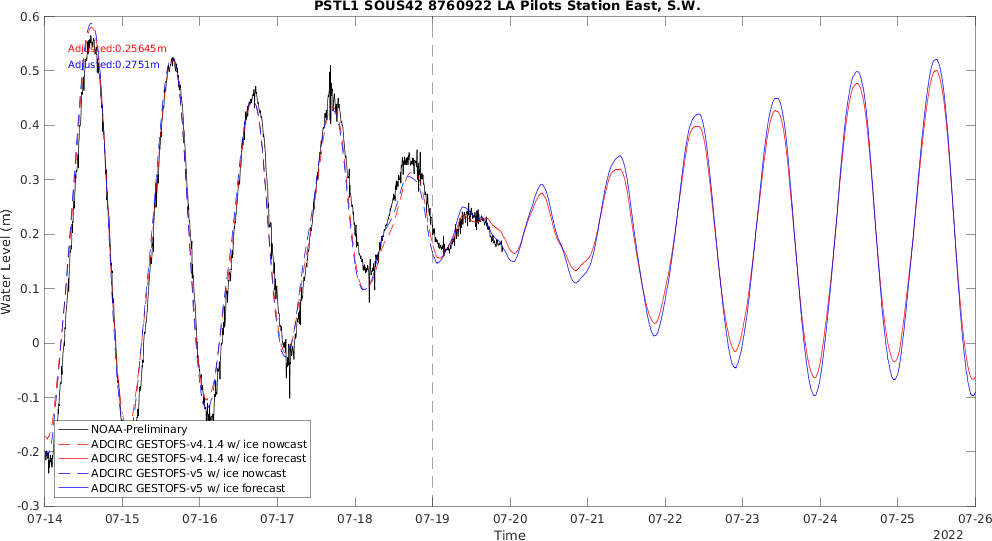 PSTL1 SOUS42 8760922 LA Pilots Station East, S.W.
Adjusted:0.25645m
Adjusted:0.2751m
Water Level (m)
0.6
0.5
0.4
0.3
0.2
0.1
0
-0.1
-0.2
-0.3
NOAA-Preliminary
ADCIRC GESTOFS-v4.1.4 w/ ice nowcast
ADCIRC GESTOFS-v4.1.4 w/ ice forecast
ADCIRC GESTOFS-v5 w/ ice nowcast
ADCIRC GESTOFS-v5 w/ ice forecast
07-14 07-15 07-16 07-17 07-18 07-19 07-20 07-21 07-22 07-23 07-24 07-25 07-26
Time
2022